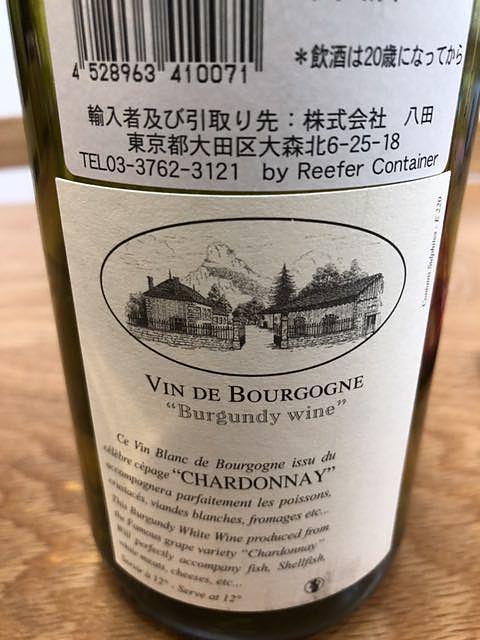 4 528963 410071
＊飲酒は20歳になってから
輸入者及び引取り先：株式会社 八田
東京都大田区大森北6-25-18
TEL03-3762-3121 by Reefer Container
Contains Sulphites - E 220
VIN DE BOURGOGNE
"Burgundy wine"
Ce Vin Blanc de Bourgogne issu du
célèbre cépage "CHARDONNAY"
accompagnera parfaitement les poissons,
crustacés, viandes blanches, fromages etc...
This Burgundy White Wine produced from
the Famous grape variety "Chardonnay"
Will perfectly accompany fish, Shellfish,
white meats, cheeses, etc...
Servir à 12° - Serve at 12°